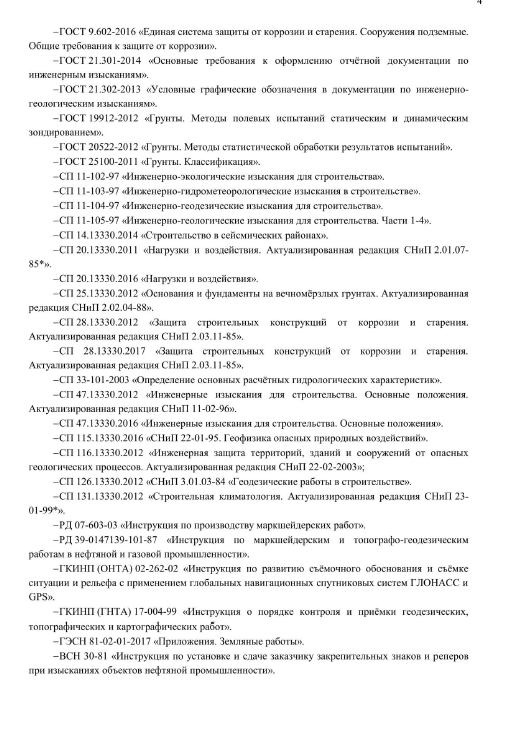 4
–ГОСТ 9.602-2016 «Единая система защиты от коррозии и старения. Сооружения подземные.
Общие требования к защите от коррозии».
–ГОСТ 21.301-2014 «Основные требования к оформлению отчётной документации по
инженерным изысканиям».
–ГОСТ 21.302-2013 «Условные графические обозначения в документации по инженерно-
геологическим изысканиям».
–ГОСТ 19912-2012 «Грунты. Методы полевых испытаний статическим и динамическим
зондированием».
–ГОСТ 20522-2012 «Грунты. Методы статистической обработки результатов испытаний».
–ГОСТ 25100-2011 «Грунты. Классификация».
–СП 11-102-97 «Инженерно-экологические изыскания для строительства».
–СП 11-103-97 «Инженерно-гидрометеорологические изыскания в строительстве».
–СП 11-104-97 «Инженерно-геодезические изыскания для строительства».
–СП 11-105-97 «Инженерно-геологические изыскания для строительства. Части 1-4».
–СП 14.13330.2014 «Строительство в сейсмических районах».
–СП 20.13330.2011 «Нагрузки и воздействия. Актуализированная редакция СНиП 2.01.07-
85*».
–СП 20.13330.2016 «Нагрузки и воздействия».
–СП 25.13330.2012 «Основания и фундаменты на вечномёрзлых грунтах. Актуализированная
редакция СНиП 2.02.04-88».
–СП 28.13330.2012 «Защита строительных конструкций от коррозии и старения.
Актуализированная редакция СНиП 2.03.11-85».
–СП 28.13330.2017 «Защита строительных конструкций от коррозии и старения.
Актуализированная редакция СНиП 2.03.11-85».
–СП 33-101-2003 «Определение основных расчётных гидрологических характеристик».
–СП 47.13330.2012 «Инженерные изыскания для строительства. Основные положения.
Актуализированная редакция СНиП 11-02-96».
–СП 47.13330.2016 «Инженерные изыскания для строительства. Основные положения».
–СП 115.13330.2016 «СНиП 22-01-95. Геофизика опасных природных воздействий».
–СП 116.13330.2012 «Инженерная защита территорий, зданий и сооружений от опасных
геологических процессов. Актуализированная редакция СНиП 22-02-2003»;
–СП 126.13330.2012 «СНиП 3.01.03-84 «Геодезические работы в строительстве».
–СП 131.13330.2012 «Строительная климатология. Актуализированная редакция СНиП 23-
01-99*».
–РД 07-603-03 «Инструкция по производству маркшейдерских работ».
–РД 39-0147139-101-87 «Инструкция по маркшейдерским и топографо-геодезическим
работам в нефтяной и газовой промышленности».
–ГКИНП (ОНТА) 02-262-02 «Инструкция по развитию съёмочного обоснования и съёмке
ситуации и рельефа с применением глобальных навигационных спутниковых систем ГЛОНАСС и
GPS».
–ГКИНП (ГНТА) 17-004-99 «Инструкция о порядке контроля и приёмки геодезических,
топографических и картографических работ».
–ГЭСН 81-02-01-2017 «Приложения. Земляные работы».
–ВСН 30-81 «Инструкция по установке и сдаче заказчику закрепительных знаков и реперов
при изысканиях объектов нефтяной промышленности».